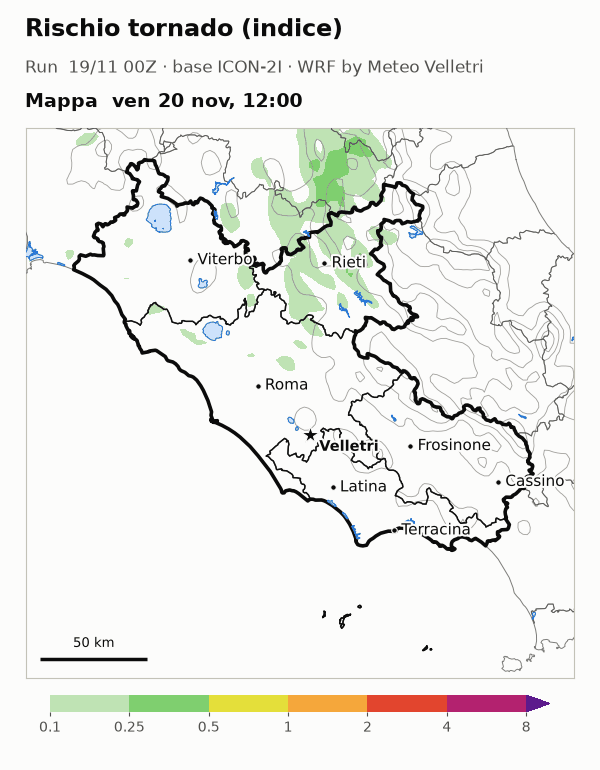 Rischio tornado (indice)
Run  19/11 00Z · base ICON-2I · WRF by Meteo Velletri
Mappa  ven 20 nov, 12:00
Viterbo
Rieti
Roma
Velletri
Frosinone
Latina
Cassino
Terracina
50 km
0.1 0.25 0.5 1 2 4 8